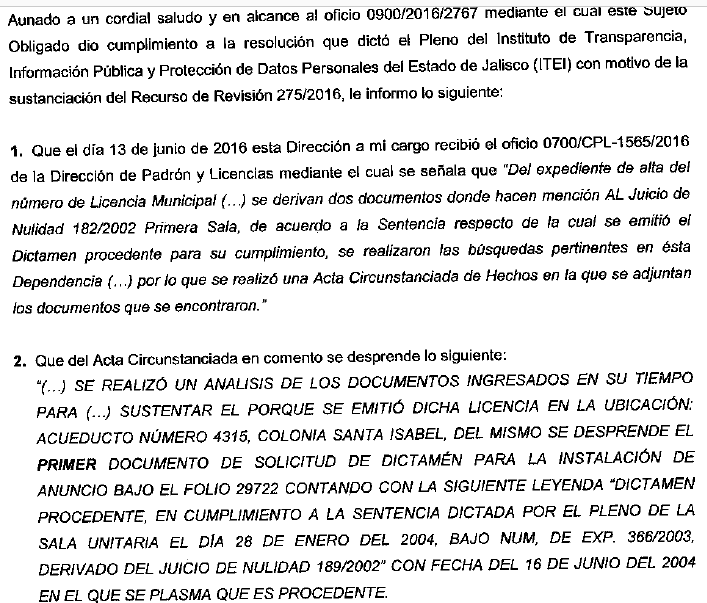 Aunado a un cordial saludo y en alcance al oficio 0900/2016/2767 mediante el cual este Sujeto
Obligado dio cumplimiento a la resolución que dictó el Pleno del Instituto de Transparencia,
Información Pública y Protección de Datos Personales del Estado de Jalisco (ITEI) con motivo de la
sustanciación del Recurso de Revisión 275/2016, le informo lo siguiente:
1. Que el día 13 de junio de 2016 esta Dirección a mi cargo recibió el oficio 0700/CPL-1565/2016
de la Dirección de Padrón y Licencias mediante el cual se señala que "Del expediente de alta del
número de Licencia Municipal (...) se derivan dos documentos donde hacen mención AL Juicio de
Nulidad 182/2002 Primera Sala, de acuerdo a la Sentencia respecto de la cual se emitió el
Dictamen procedente para su cumplimiento, se realizaron las búsquedas pertinentes en ésta
Dependencia (...) por lo que se realizó una Acta Circunstanciada de Hechos en la que se adjuntan
los documentos que se encontraron."
2. Que del Acta Circunstanciada en comento se desprende lo siguiente:
"(...) SE REALIZÓ UN ANALISIS DE LOS DOCUMENTOS INGRESADOS EN SU TIEMPO
PARA (...) SUSTENTAR EL PORQUE SE EMITIÓ DICHA LICENCIA EN LA UBICACIÓN:
ACUEDUCTO NÚMERO 4315, COLONIA SANTA ISABEL, DEL MISMO SE DESPRENDE EL
PRIMER DOCUMENTO DE SOLICITUD DE DICTAMÉN PARA LA INSTALACIÓN DE
ANUNCIO BAJO EL FOLIO 29722 CONTANDO CON LA SIGUIENTE LEYENDA "DICTAMEN
PROCEDENTE, EN CUMPLIMIENTO A LA SENTENCIA DICTADA POR EL PLENO DE LA
SALA UNITARIA EL DÍA 28 DE ENERO DEL 2004, BAJO NUM, DE EXP. 366/2003,
DERIVADO DEL JUICIO DE NULIDAD 189/2002" CON FECHA DEL 16 DE JUNIO DEL 2004
EN EL QUE SE PLASMA QUE ES PROCEDENTE.